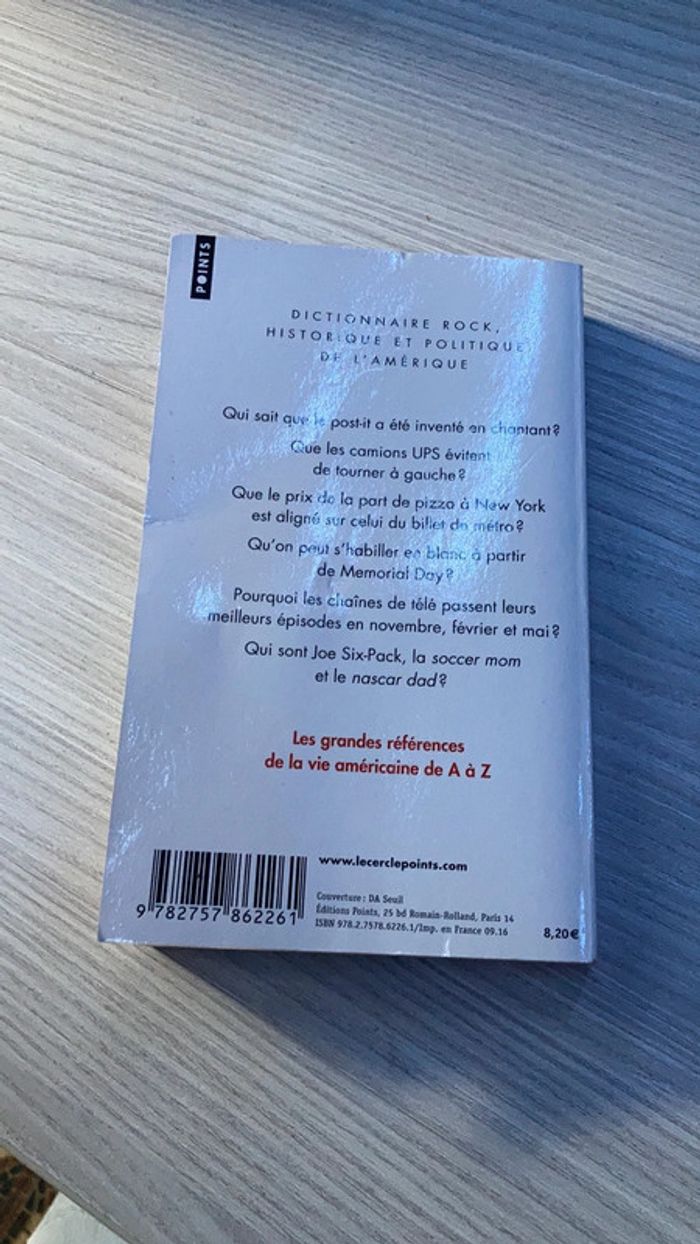 POINTS
DICTIONNAIRE ROCK,
HISTORIQUE ET POLITIQUE
DE L'AMÉRIQUE
Qui sait que le post-it a été inventé en chantant?
Que les camions UPS évitent
de tourner à gauche?
Que le prix de la part de pizza à New York
est aligné sur celui du billet de métro?
Qu'on peut s'habiller en blanc à partir
de Memorial Day?
Pourquoi les chaînes de télé passent leurs
meilleurs épisodes en novembre, février et mai?
Qui sont Joe Six-Pack, la soccer mom
et le nascar dad?
Les grandes références
de la vie américaine de A à Z
www.lecerclepoints.com
Couverture : DA Seuil
Éditions Points, 25 bd Romain-Rolland, Paris 14
ISBN 978.2.7578.6226.1/Imp. en France 09.16
8,20€
9 782757 862261